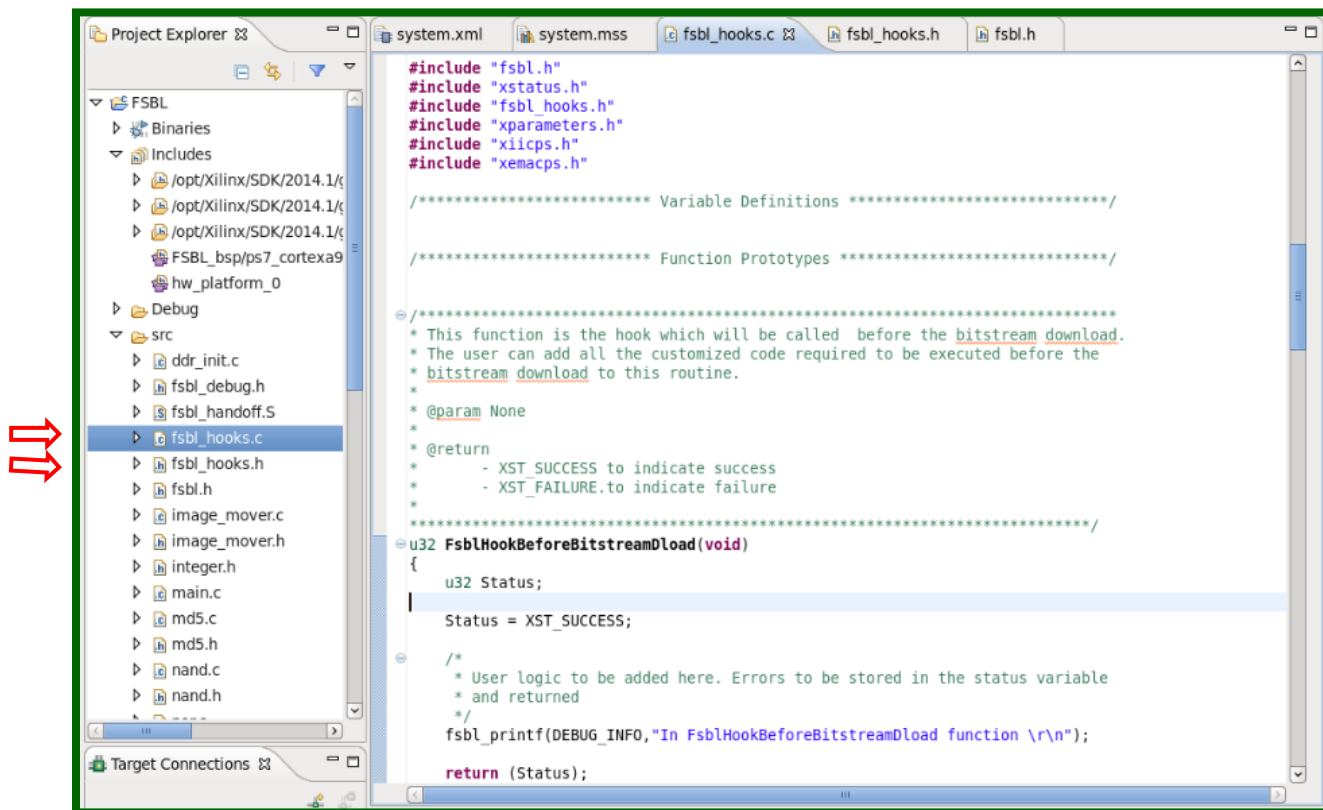 Project Explorer
FSBL
Binaries
Includes
/opt/Xilinx/SDK/2014.1/g
/opt/Xilinx/SDK/2014.1/g
/opt/Xilinx/SDK/2014.1/g
FSBL_bsp/ps7_cortexa9
hw_platform_0
Debug
src
ddr_init.c
fsbl_debug.h
fsbl_handoff.S
fsbl_hooks.c
fsbl_hooks.h
fsbl.h
image_mover.c
image_mover.h
integer.h
main.c
md5.c
md5.h
nand.c
nand.h
Target Connections
system.xml system.mss fsbl_hooks.c fsbl_hooks.h fsbl.h
#include "fsbl.h"
#include "xstatus.h"
#include "fsbl_hooks.h"
#include "xparameters.h"
#include "xiicps.h"
#include "xemacps.h"
/************************** Variable Definitions *****************************/
/************************** Function Prototypes ******************************/
/******************************************************************************
* This function is the hook which will be called  before the bitstream download.
* The user can add all the customized code required to be executed before the
* bitstream download to this routine.
*
* @param None
*
* @return
*       - XST_SUCCESS to indicate success
*       - XST_FAILURE.to indicate failure
*
****************************************************************************/
u32 FsblHookBeforeBitstreamDload(void)
{
u32 Status;
Status = XST_SUCCESS;
/*
* User logic to be added here. Errors to be stored in the status variable
* and returned
*/
fsbl_printf(DEBUG_INFO,"In FsblHookBeforeBitstreamDload function \r\n");
return (Status);